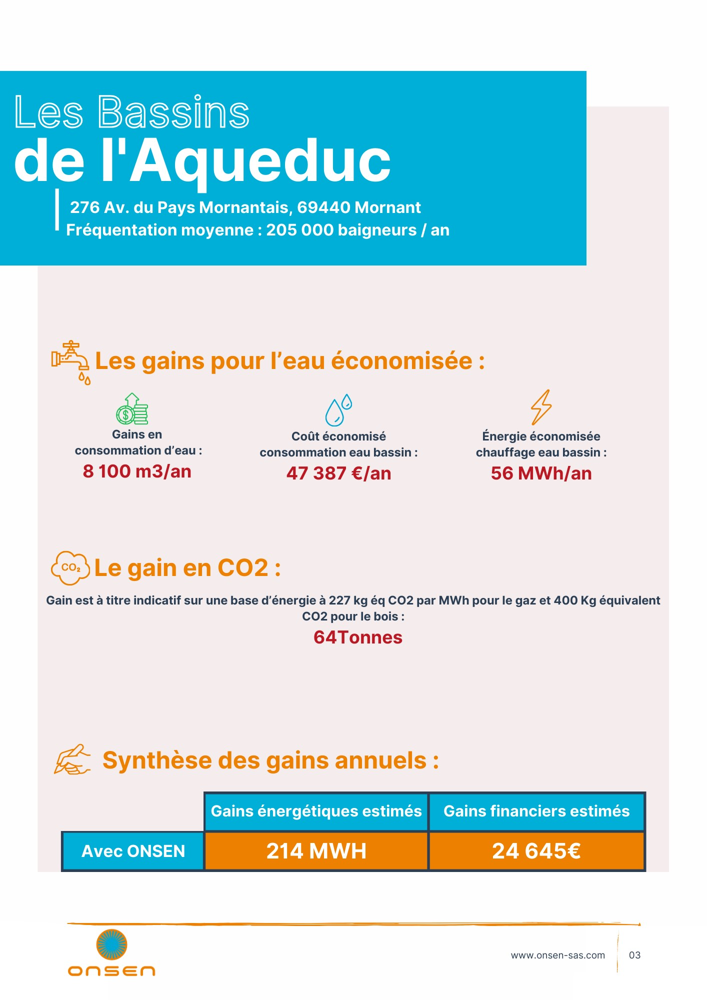 Les Bassins
de l'Aqueduc
276 Av. du Pays Mornantais, 69440 Mornant
Fréquentation moyenne : 205 000 baigneurs / an
Les gains pour l’eau économisée :
Gains en
consommation d’eau :
8 100 m3/an
Coût économisé
consommation eau bassin :
47 387 €/an
Énergie économisée
chauffage eau bassin :
56 MWh/an
CO₂
Le gain en CO2 :
Gain est à titre indicatif sur une base d’énergie à 227 kg éq CO2 par MWh pour le gaz et 400 Kg équivalent
CO2 pour le bois :
64Tonnes
Synthèse des gains annuels :
Gains énergétiques estimés
Gains financiers estimés
Avec ONSEN
214 MWH
24 645€
ONSEN
www.onsen-sas.com
03